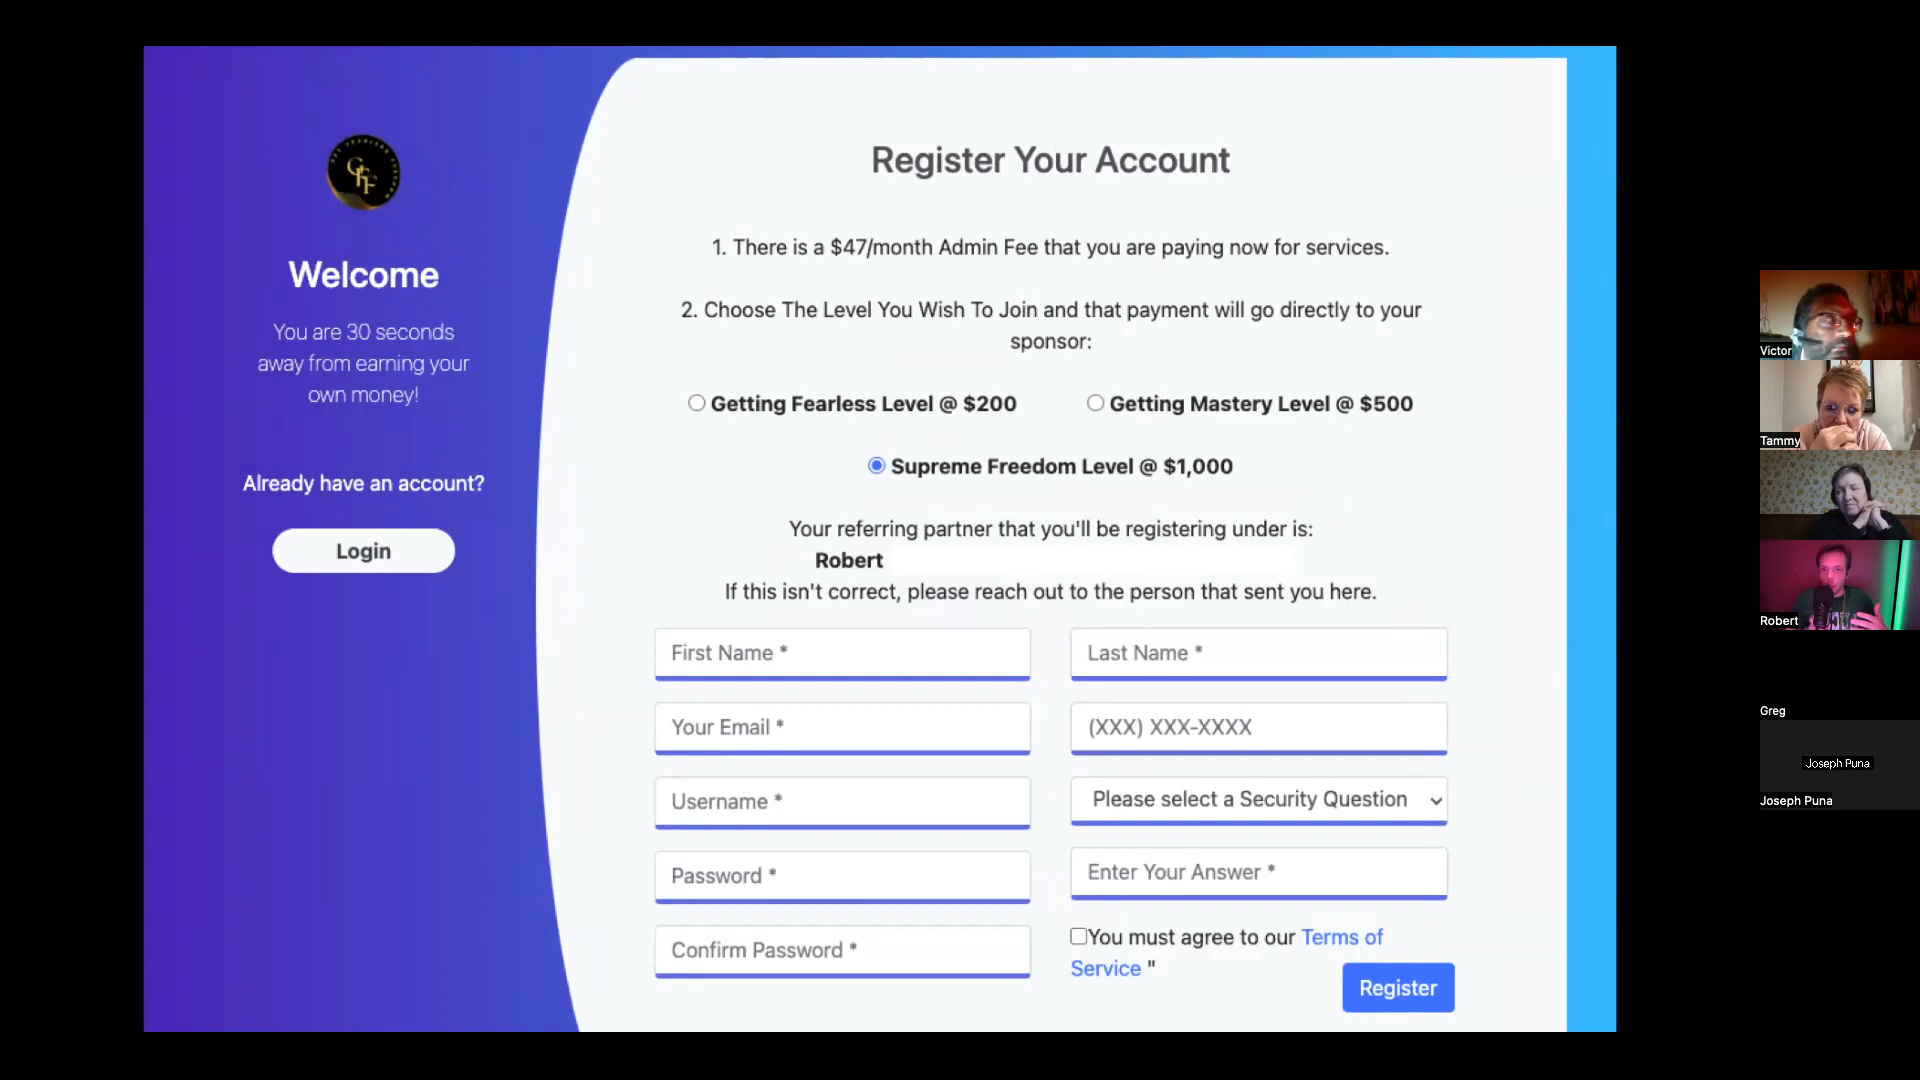 GFF
Welcome
You are 30 seconds
away from earning your
own money!
Already have an account?
Login
Register Your Account
1. There is a $47/month Admin Fee that you are paying now for services.
2. Choose The Level You Wish To Join and that payment will go directly to your
sponsor:
Getting Fearless Level @ $200
Getting Mastery Level @ $500
Supreme Freedom Level @ $1,000
Your referring partner that you'll be registering under is:
Robert
If this isn't correct, please reach out to the person that sent you here.
First Name *
Last Name *
Your Email *
(XXX) XXX-XXXX
Username *
Please select a Security Question
Password *
Enter Your Answer *
Confirm Password *
You must agree to our Terms of
Service "
Register
Victor
Tammy
Robert
Greg
Joseph Puna
Joseph Puna